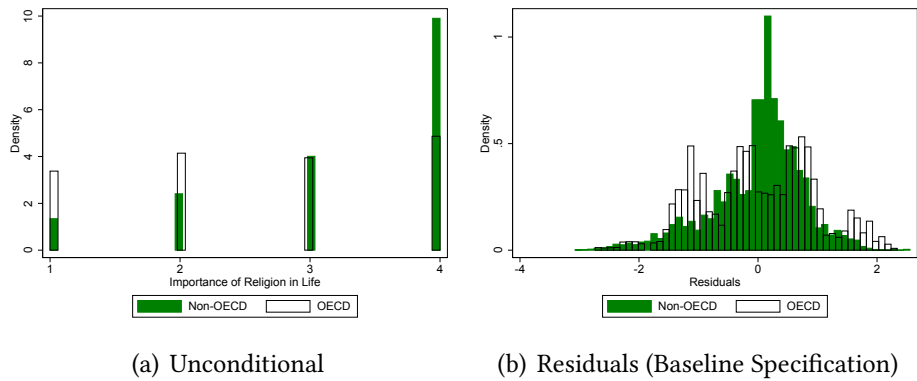 10
8
6
4
2
0
Density
1 2 3 4
Importance of Religion in Life
Non-OECD OECD
(a) Unconditional
1
.5
0
Density
-4 -2 0 2
Residuals
Non-OECD OECD
(b) Residuals (Baseline Specification)